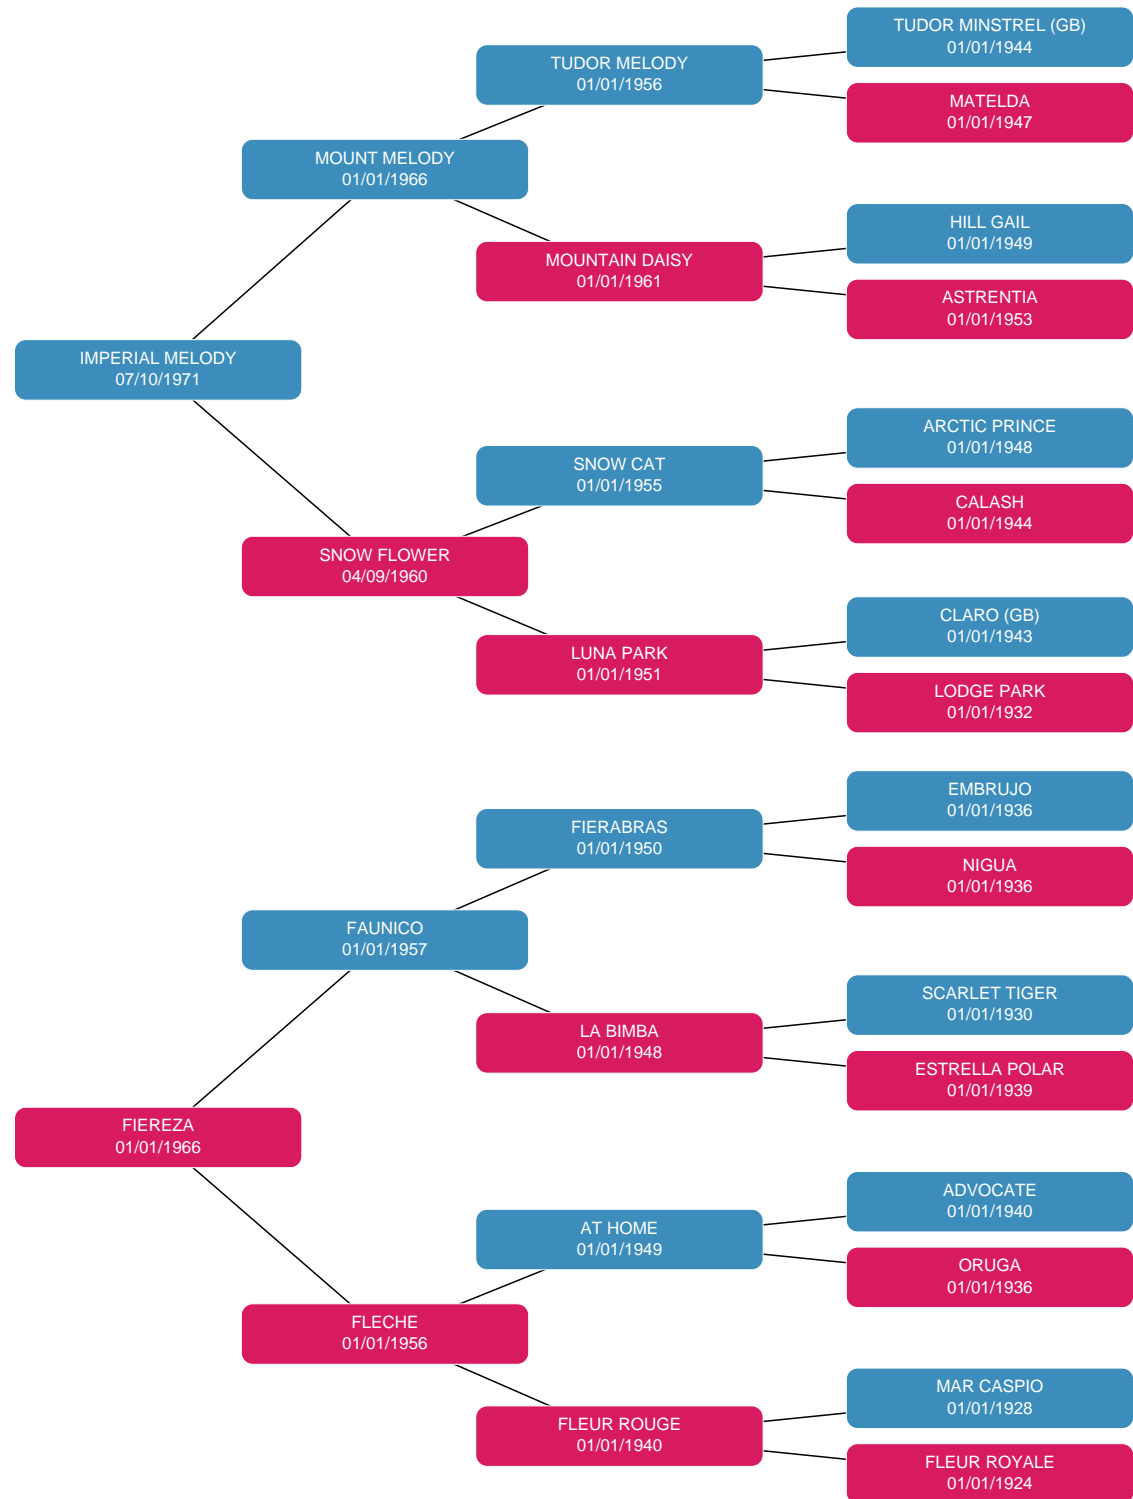 TUDOR MINSTREL (GB)
01/01/1944
TUDOR MELODY
01/01/1956
MATELDA
01/01/1947
MOUNT MELODY
01/01/1966
HILL GAIL
01/01/1949
MOUNTAIN DAISY
01/01/1961
ASTRENTIA
01/01/1953
IMPERIAL MELODY
07/10/1971
ARCTIC PRINCE
01/01/1948
SNOW CAT
01/01/1955
CALASH
01/01/1944
SNOW FLOWER
04/09/1960
CLARO (GB)
01/01/1943
LUNA PARK
01/01/1951
LODGE PARK
01/01/1932
EMBRUJO
01/01/1936
FIERABRAS
01/01/1950
NIGUA
01/01/1936
FAUNICO
01/01/1957
SCARLET TIGER
01/01/1930
LA BIMBA
01/01/1948
ESTRELLA POLAR
01/01/1939
FIEREZA
01/01/1966
ADVOCATE
01/01/1940
AT HOME
01/01/1949
ORUGA
01/01/1936
FLECHE
01/01/1956
MAR CASPIO
01/01/1928
FLEUR ROUGE
01/01/1940
FLEUR ROYALE
01/01/1924